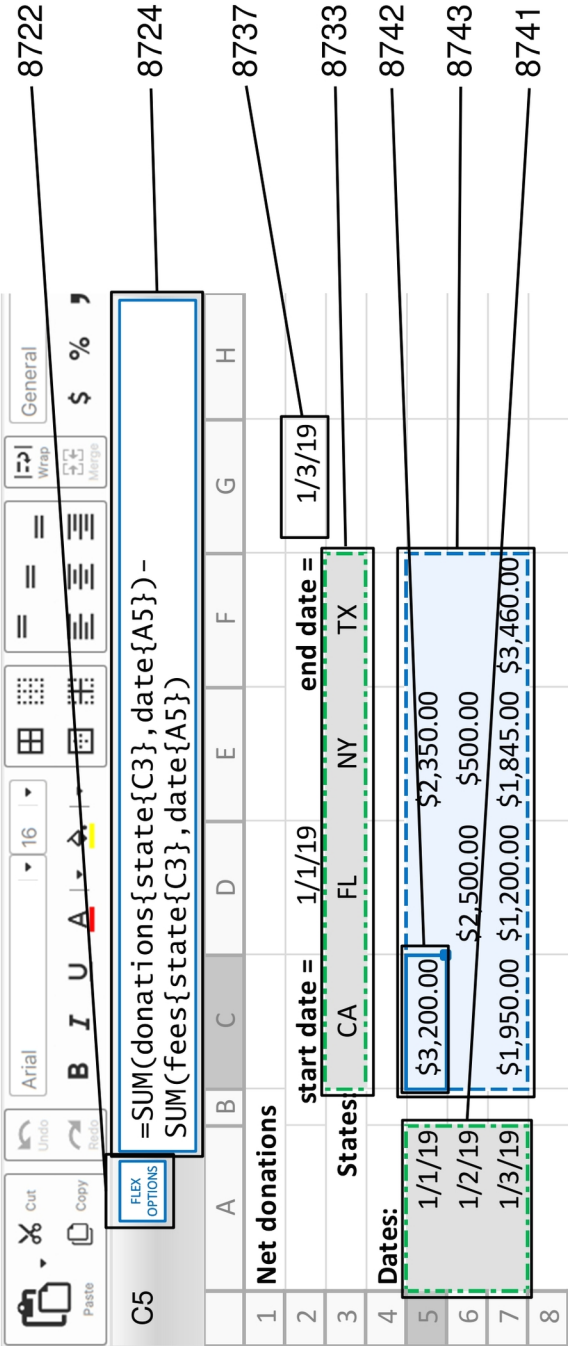 8722
8724
8737
8733
8742
8743
8741
Cut
Copy
Paste
Undo
Redo
Arial
16
B I U A
Wrap
Merge
General
$ % ,
C5
FLEX
OPTIONS
=SUM(donations{state{C3},date{A5})-
SUM(fees{state{C3},date{A5})
A B C D E F G H
1 Net donations
2 start date = 1/1/19 end date = 1/3/19
3 States: CA FL NY TX
4 Dates:
5 1/1/19 $3,200.00 $2,350.00
6 1/2/19 $2,500.00 $500.00
7 1/3/19 $1,950.00 $1,200.00 $1,845.00 $3,460.00
8